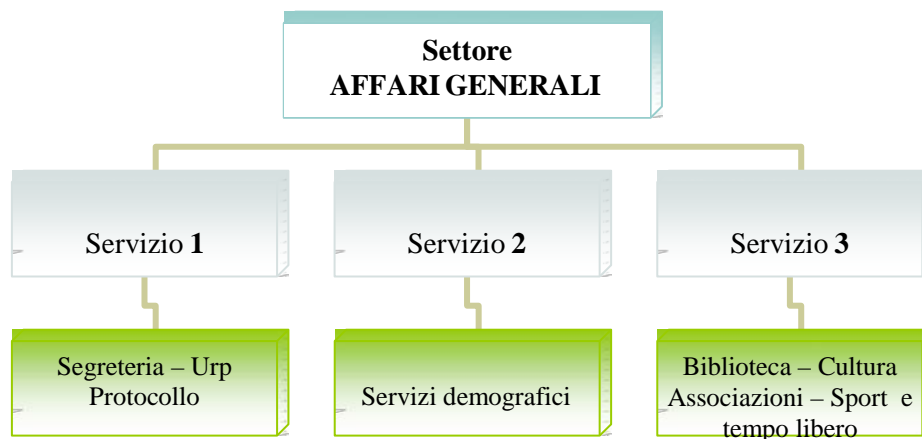 Settore
AFFARI GENERALI
Servizio 1
Servizio 2
Servizio 3
Segreteria – Urp
Protocollo
Servizi demografici
Biblioteca – Cultura
Associazioni – Sport e
tempo libero